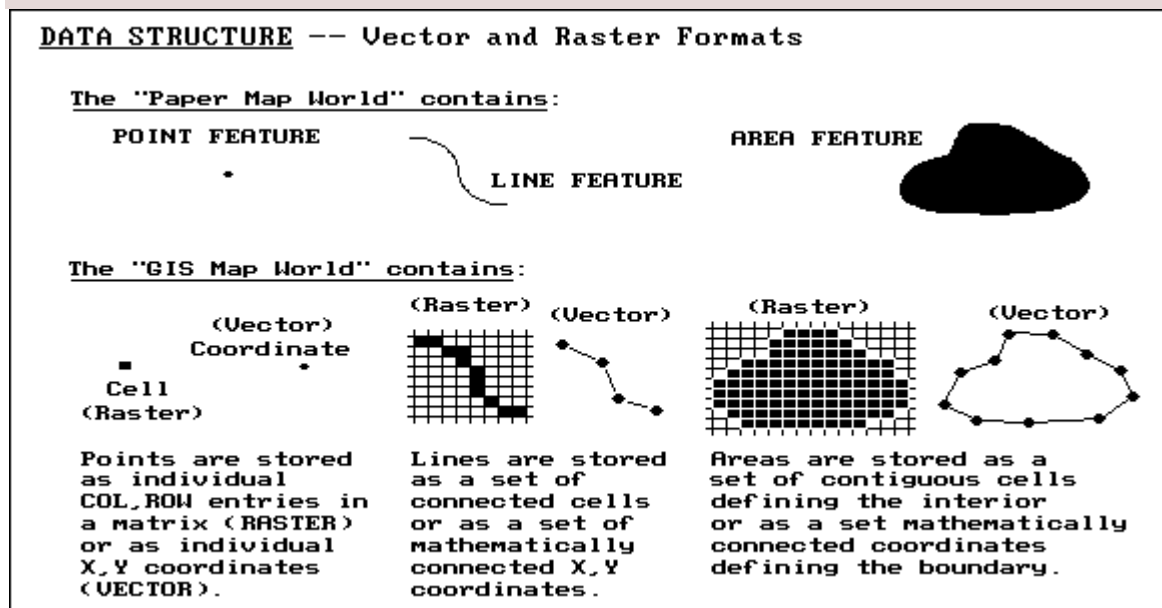 DATA STRUCTURE -- Vector and Raster Formats
The "Paper Map World" contains:
POINT FEATURE
LINE FEATURE
AREA FEATURE
The "GIS Map World" contains:
Cell
(Raster)
(Vector)
Coordinate
(Raster)
(Vector)
(Raster)
(Vector)
Points are stored
as individual
COL,ROW entries in
a matrix (RASTER)
or as individual
X,Y coordinates
(VECTOR).
Lines are stored
as a set of
connected cells
or as a set of
mathematically
connected X,Y
coordinates.
Areas are stored as a
set of contiguous cells
defining the interior
or as a set mathematically
connected coordinates
defining the boundary.